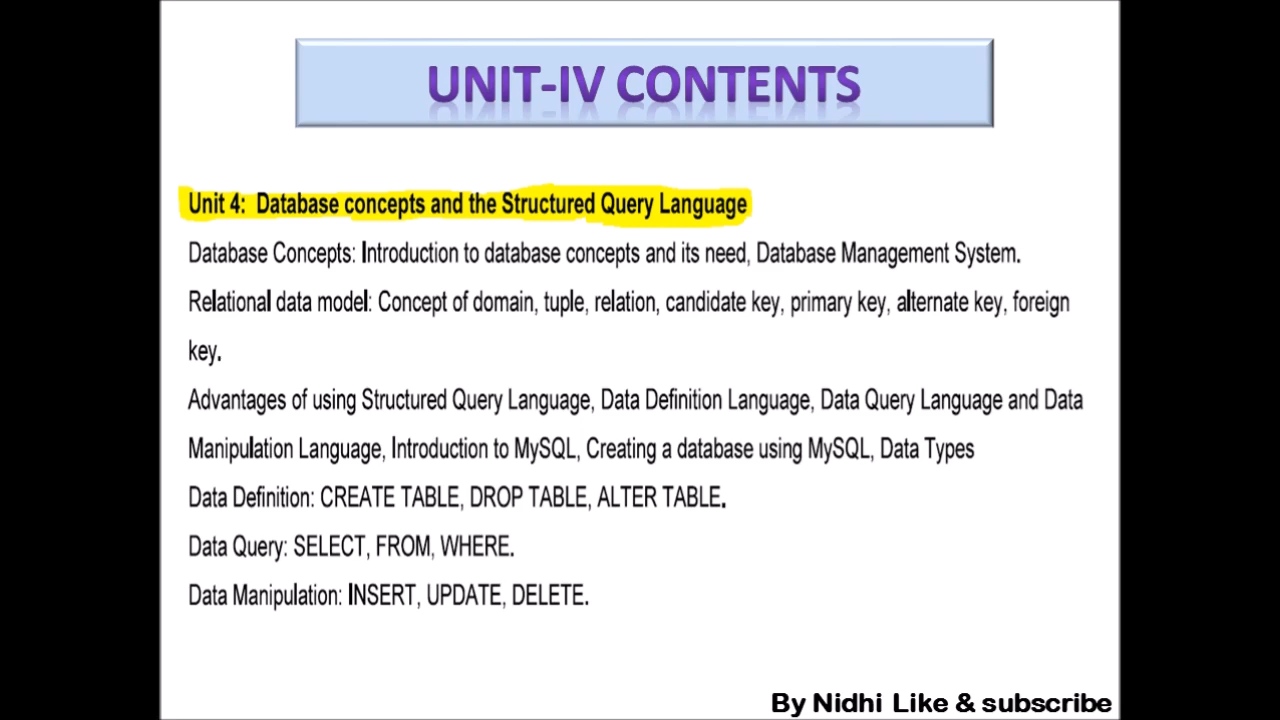 UNIT-IV CONTENTS
Unit 4: Database concepts and the Structured Query Language
Database Concepts: Introduction to database concepts and its need, Database Management System.
Relational data model: Concept of domain, tuple, relation, candidate key, primary key, alternate key, foreign
key.
Advantages of using Structured Query Language, Data Definition Language, Data Query Language and Data
Manipulation Language, Introduction to MySQL, Creating a database using MySQL, Data Types
Data Definition: CREATE TABLE, DROP TABLE, ALTER TABLE.
Data Query: SELECT, FROM, WHERE.
Data Manipulation: INSERT, UPDATE, DELETE.
By Nidhi Like & subscribe